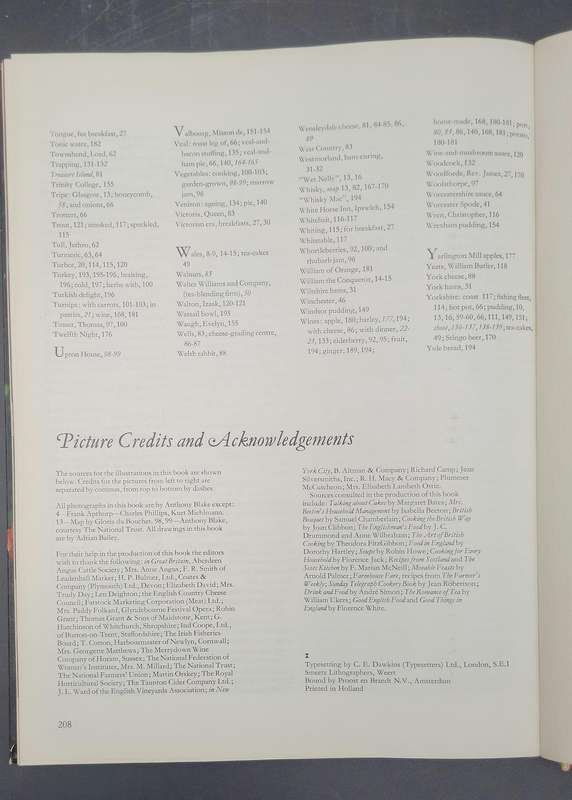 Tongue, for breakfast, 27
Tonic water, 182
Townshend, Lord, 62
Trapping, 131-132
Treasure Island, 81
Trinity College, 155
Tripe: Glasgow, 13; honeycomb,
58; and onions, 66
Tromart, 66
Trout, 123; smoked, 117; speckled,
115
Tull, Jethro, 62
Turmeric, 63, 64
Turbot, 20, 114, 115, 120
Turkey, 193, 195-196; braising,
196; cold, 197; herbs with, 100
Turkish delight, 196
Turnips: with carrots, 101-103; in
pasties, 21; wine, 168, 181
Tusser, Thomas, 97, 100
Twelfth Night, 176
Upton House, 98-99
Valbourg, Misson de, 151-154
Veal: roast leg of, 66; veal-and-
bacon stuffing, 135; veal-and-
ham pie, 66, 140, 164-165
Vegetables: cooking, 100-103;
garden-grown, 98-99; marrow
jam, 96
Venison: ageing, 134; pie, 140
Victoria, Queen, 83
Victorian era, breakfasts, 27, 30
Wales, 8-9, 14-15; tea-cakes
49
Walnuts, 85
Walter Williams and Company,
(tea-blending firm), 50
Walton, Izaak, 120-121
Wassail bowl, 193
Waugh, Evelyn, 155
Wells, 83; cheese-grading centre,
86-87
Welsh rabbit, 88
Wensleydale cheese, 81, 84-85, 86,
89
West Country, 83
Westmorland, ham curing,
31-32
"Wet Nelly", 13, 16
Whisky, map 13, 82, 167-170
"Whisky Mac", 194
White Horse Inn, Ipswich, 154
Whitebait, 116-117
Whiting, 115; for breakfast, 27
Whitstable, 117
Whortleberries, 92, 100; and
rhubarb jam, 96
William of Orange, 181
William the Conqueror, 14-15
Wiltshire hams, 31
Winchester, 46
Windsor pudding, 149
Wines: apple, 180; barley, 177, 194;
with cheese, 86; with dinner, 22-
23, 133; elderberry, 92, 95; fruit,
194; ginger, 189, 194;
home-made, 168, 180-181; port,
80, 81, 86, 140, 168, 181; potato,
180-181
Wine-and-mushroom sauce, 120
Woodcock, 132
Woodforde, Rev. James, 27, 178
Woolsthorpe, 97
Worcestershire sauce, 64
Worcester Spode, 41
Wren, Christopher, 116
Wrexham pudding, 154
Yarlington Mill apples, 177
Yeats, William Butler, 118
York cheese, 88
York hams, 31
Yorkshire: coast 117; fishing fleet,
114; hot pot, 66; pudding, 10,
13, 16, 59-60, 66, 111, 149, 151;
shoot, 136-137, 138-139; tea-cakes,
49; Stingo beer, 170
Yule bread, 194
Picture Credits and Acknowledgements
The sources for the illustrations in this book are shown
below. Credits for the pictures from left to right are
separated by commas, from top to bottom by dashes.
All photographs in this book are by Anthony Blake except:
4—Frank Apthorp—Charles Phillips, Kurt Miehlmann.
13—Map by Gloria du Bouchet. 98, 99—Anthony Blake,
courtesy The National Trust. All drawings in this book
are by Adrian Bailey.
For their help in the production of this book the editors
wish to thank the following: in Great Britain, Aberdeen
Angus Cattle Society; Mrs. Anne Angus; F. R. Smith of
Leadenhall Market; H. P. Bulmer, Ltd., Coates &
Company (Plymouth) Ltd., Devon; Elizabeth David; Mrs.
Trudy Day; Len Deighton; the English Country Cheese
Council; Fatstock Marketing Corporation (Meat) Ltd.;
Mrs. Paddy Folkard, Glyndebourne Festival Opera; Robin
Grant; Thomas Grant & Sons of Maidstone, Kent; G.
Hutchinson of Whitchurch, Shropshire; Ind Coope, Ltd.,
of Burton-on-Trent, Staffordshire; The Irish Fisheries
Board; T. Cotton, Harbourmaster of Newlyn, Cornwall;
Mrs. Georgette Matthews; The Merrydown Wine
Company of Horam, Sussex; The National Federation of
Women's Institutes, Mrs. M. Millard; The National Trust;
The National Farmers' Union; Martin Orskey; The Royal
Horticultural Society; The Taunton Cider Company Ltd.;
J. L. Ward of the English Vineyards Association; in New
York City, B. Altman & Company; Richard Camp; Jean
Silversmiths, Inc.; R. H. Macy & Company; Plummer
McCutcheon; Mrs. Elisabeth Lambeth Ortiz.
Sources consulted in the production of this book
include: Talking about Cakes by Margaret Bates; Mrs.
Beeton's Household Management by Isabella Beeton; British
Bouquet by Samuel Chamberlain; Cooking the British Way
by Joan Clibbon; The Englishman's Food by J. C.
Drummond and Anne Wilbraham; The Art of British
Cooking by Theodora FitzGibbon; Food in England by
Dorothy Hartley; Soups by Robin Howe; Cooking for Every
Household by Florence Jack; Recipes from Scotland and The
Scots Kitchen by F. Marian McNeill; Movable Feasts by
Arnold Palmer; Farmhouse Fare, recipes from The Farmer's
Weekly; Sunday Telegraph Cookery Book by Jean Robertson;
Drink and Food by André Simon; The Romance of Tea by
William Ukers; Good English Food and Good Things in
England by Florence White.
I
Typesetting by C. E. Dawkins (Typesetters) Ltd., London, S.E.1
Smeets Lithographers, Weert
Bound by Proost en Brandt N.V., Amsterdam
Printed in Holland
208